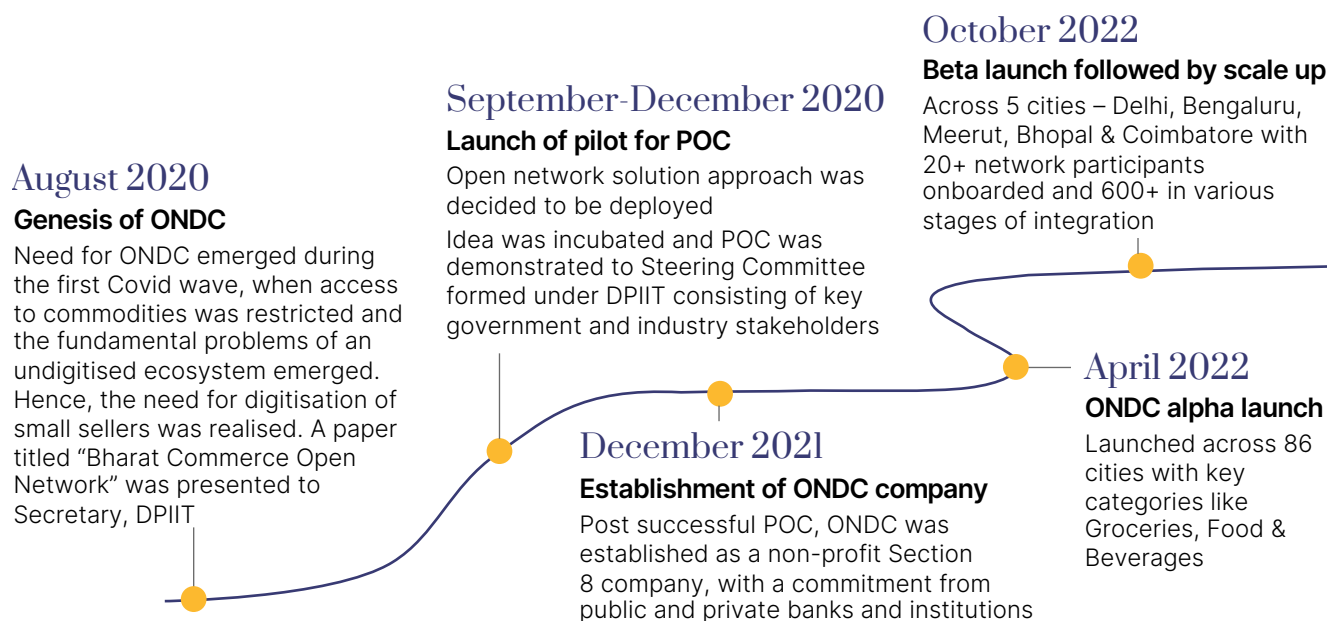 August 2020
Genesis of ONDC
Need for ONDC emerged during
the first Covid wave, when access
to commodities was restricted and
the fundamental problems of an
undigitised ecosystem emerged.
Hence, the need for digitisation of
small sellers was realised. A paper
titled “Bharat Commerce Open
Network” was presented to
Secretary, DPIIT
September-December 2020
Launch of pilot for POC
Open network solution approach was
decided to be deployed
Idea was incubated and POC was
demonstrated to Steering Committee
formed under DPIIT consisting of key
government and industry stakeholders
December 2021
Establishment of ONDC company
Post successful POC, ONDC was
established as a non-profit Section
8 company, with a commitment from
public and private banks and institutions
April 2022
ONDC alpha launch
Launched across 86
cities with key
categories like
Groceries, Food &
Beverages
October 2022
Beta launch followed by scale up
Across 5 cities – Delhi, Bengaluru,
Meerut, Bhopal & Coimbatore with
20+ network participants
onboarded and 600+ in various
stages of integration